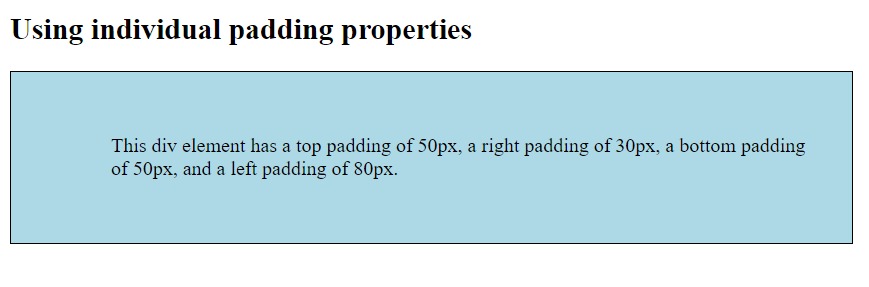 Using individual padding properties
This div element has a top padding of 50px, a right padding of 30px, a bottom padding
of 50px, and a left padding of 80px.